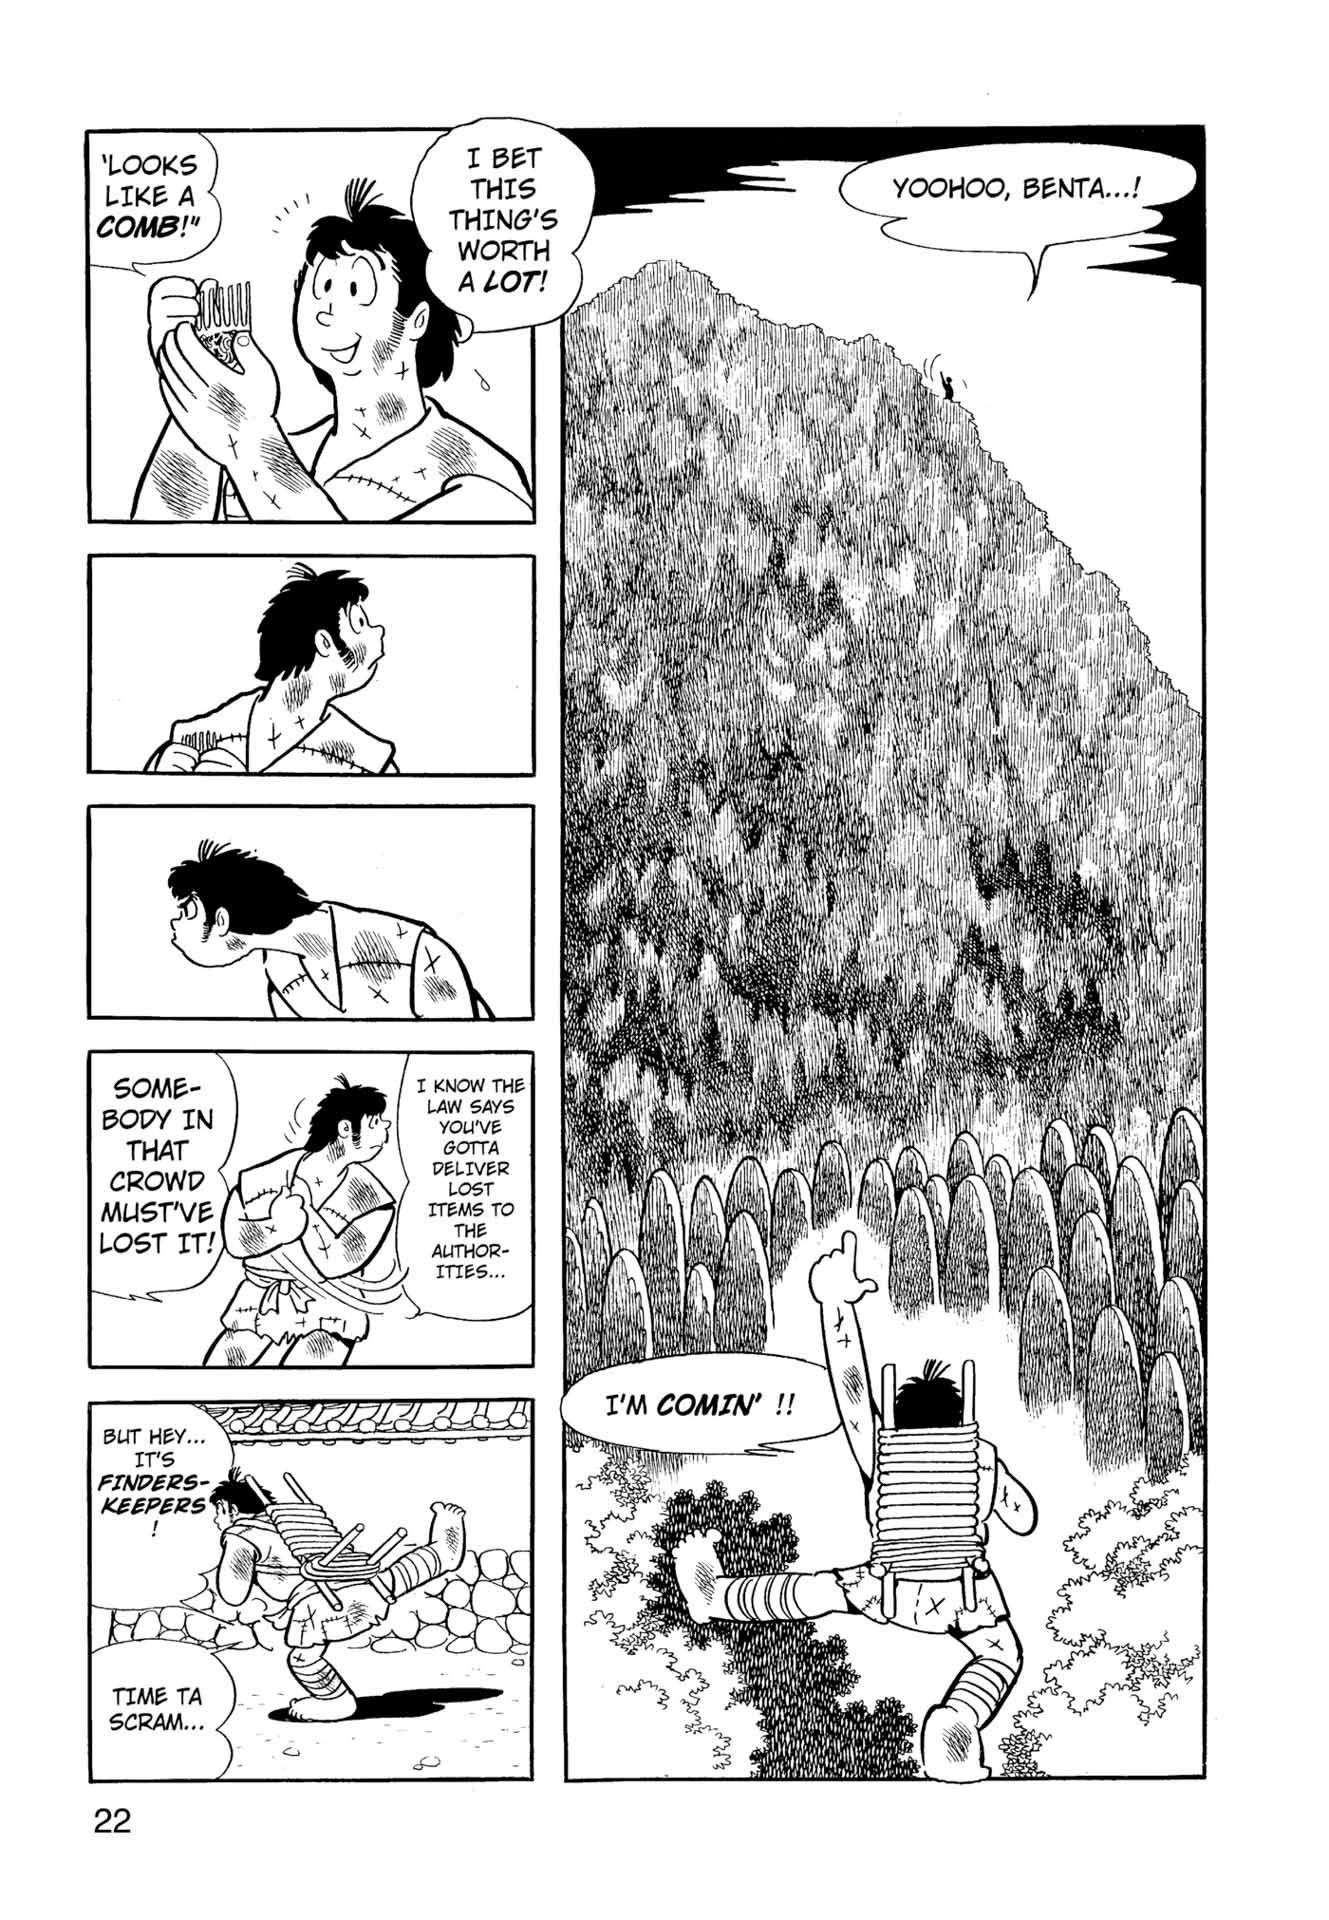 'LOOKS
LIKE A
COMB!"
I BET
THIS
THING'S
WORTH
A LOT!
SOME-
BODY IN
THAT
CROWD
MUST'VE
LOST IT!
I KNOW THE
LAW SAYS
YOU'VE
GOTTA
DELIVER
LOST
ITEMS TO
THE
AUTHOR-
ITIES...
BUT HEY...
IT'S
FINDERS-
KEEPERS
!
TIME TA
SCRAM...
YOOHOO, BENTA...!
I'M COMIN' !!
22